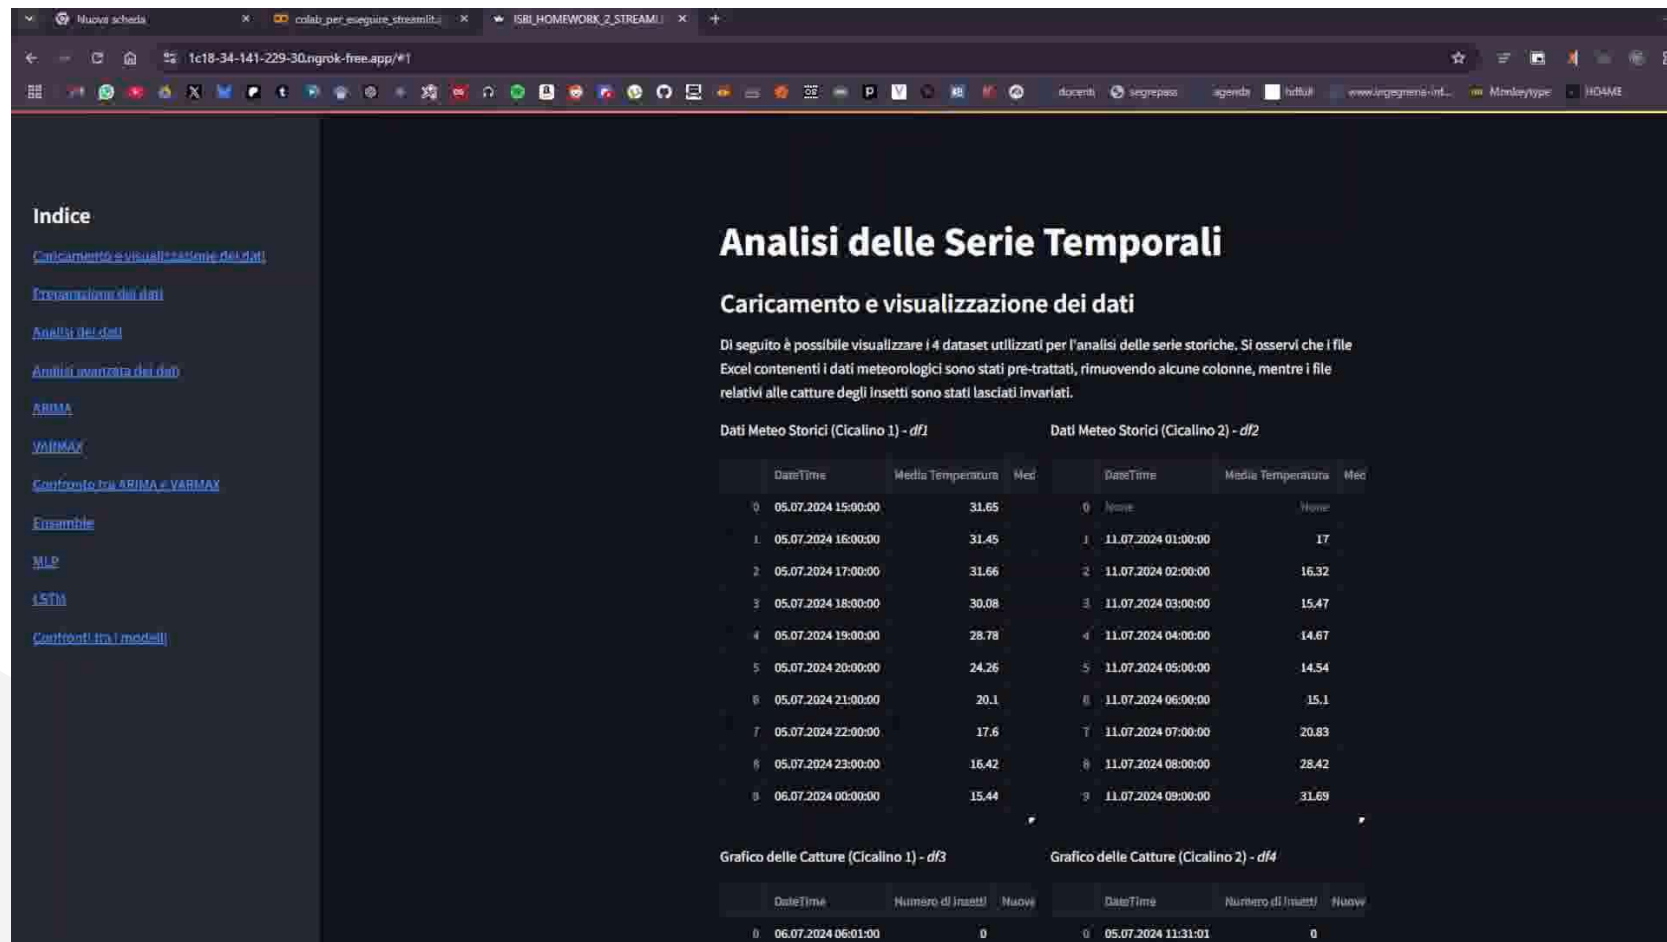 Nuova scheda
colab_per_eseguire_streamlit...
ISBI_HOMEWORK_2_STREAMLI
1c18-34-141-229-30.ngrok-free.app/#1
docenti
segrepass
agenda
Monkeytype
HO4ME
Indice
Caricamento e visualizzazione dei dati
Preparazione dei dati
Analisi dei dati
Analisi avanzata dei dati
ARIMA
VARMAX
Confronto tra ARIMA e VARMAX
Ensamble
MLP
LSTM
Confronti tra i modelli
Analisi delle Serie Temporali
Caricamento e visualizzazione dei dati
Di seguito è possibile visualizzare i 4 dataset utilizzati per l'analisi delle serie storiche. Si osservi che i file
Excel contenenti i dati meteorologici sono stati pre-trattati, rimuovendo alcune colonne, mentre i file
relativi alle catture degli insetti sono stati lasciati invariati.
Dati Meteo Storici (Cicalino 1) - df1
DateTime Media Temperatura Med
0 05.07.2024 15:00:00 31.65
1 05.07.2024 16:00:00 31.45
2 05.07.2024 17:00:00 31.66
3 05.07.2024 18:00:00 30.08
4 05.07.2024 19:00:00 28.78
5 05.07.2024 20:00:00 24.26
6 05.07.2024 21:00:00 20.1
7 05.07.2024 22:00:00 17.6
8 05.07.2024 23:00:00 16.42
9 06.07.2024 00:00:00 15.44
Dati Meteo Storici (Cicalino 2) - df2
DateTime Media Temperatura Med
0 None None
1 11.07.2024 01:00:00 17
2 11.07.2024 02:00:00 16.32
3 11.07.2024 03:00:00 15.47
4 11.07.2024 04:00:00 14.67
5 11.07.2024 05:00:00 14.54
6 11.07.2024 06:00:00 15.1
7 11.07.2024 07:00:00 20.83
8 11.07.2024 08:00:00 28.42
9 11.07.2024 09:00:00 31.69
Grafico delle Catture (Cicalino 1) - df3
DateTime Numero di insetti Nuove
0 06.07.2024 06:01:00 0
Grafico delle Catture (Cicalino 2) - df4
DateTime Numero di insetti Nuove
0 05.07.2024 11:31:01 0